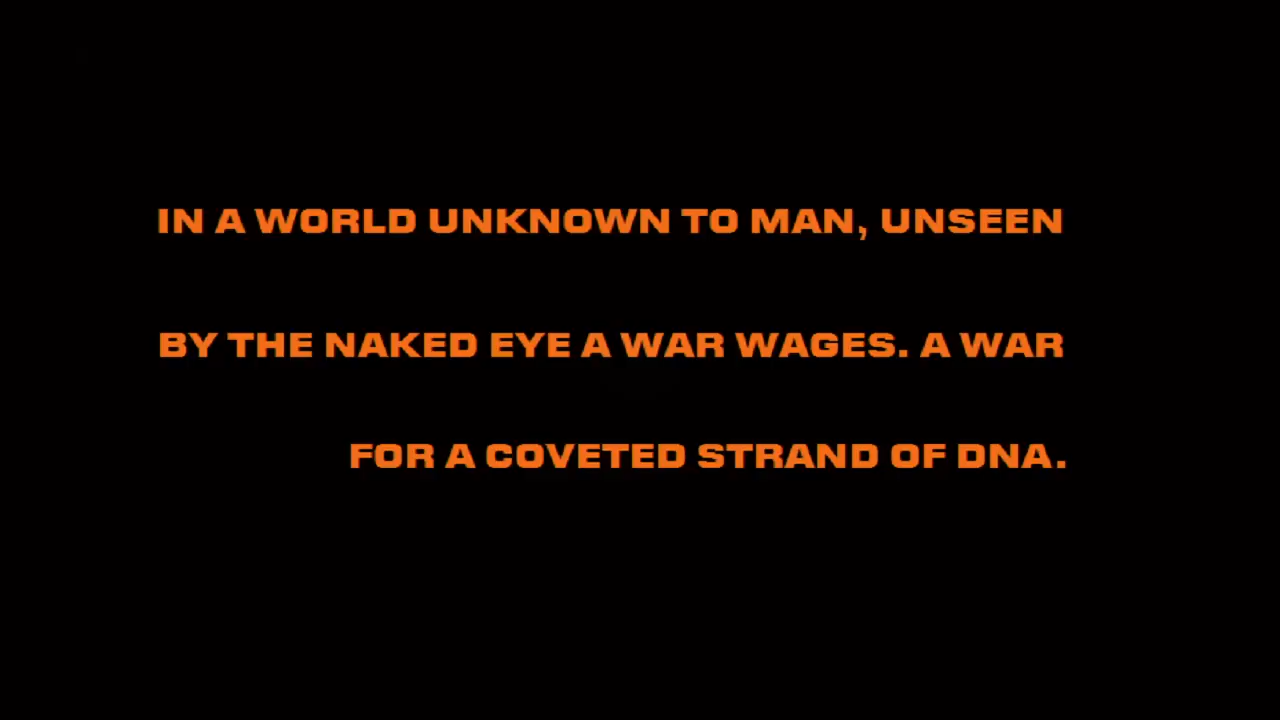 IN A WORLD UNKNOWN TO MAN, UNSEEN
BY THE NAKED EYE A WAR WAGES. A WAR
FOR A COVETED STRAND OF DNA.